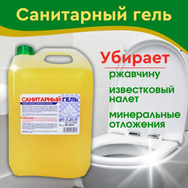 Санитарный гель
Убирает
ржавчину
известковый
налет
минеральные
отложения
САНИТАРНЫЙ ГЕЛЬ